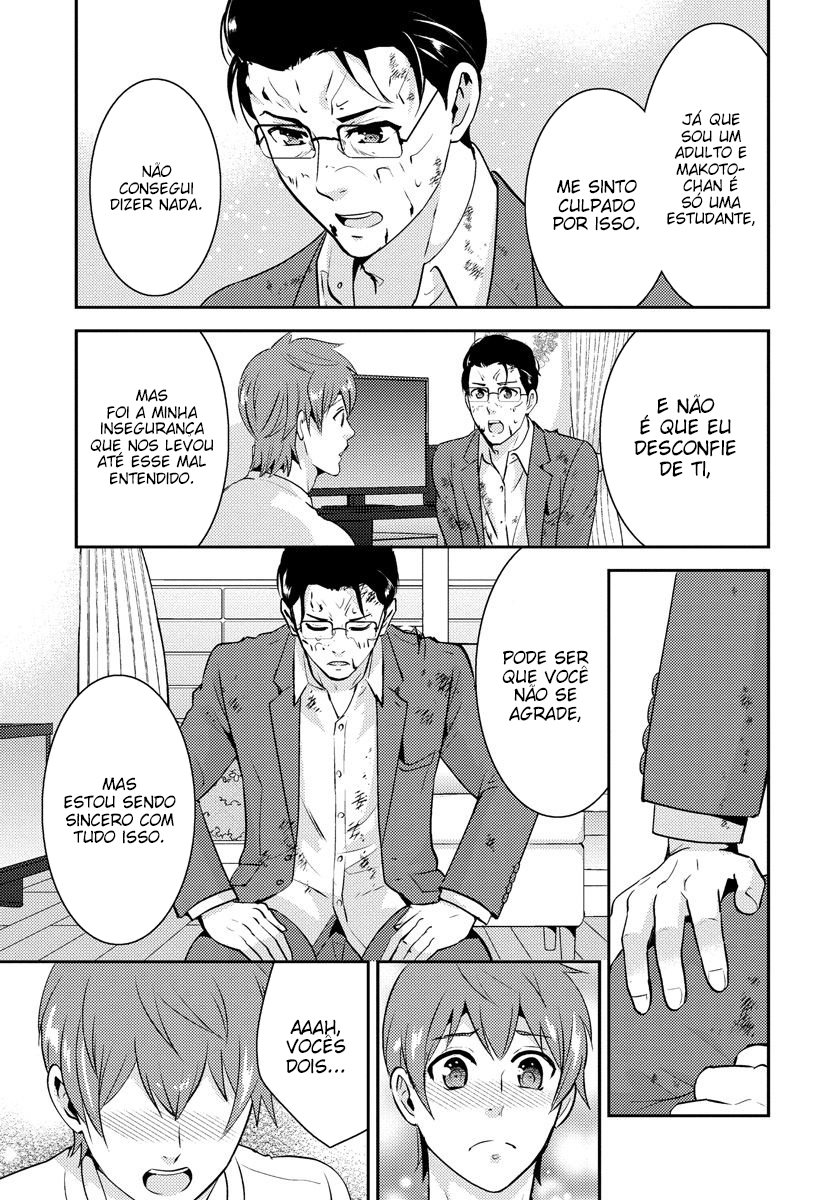 JÁ QUE
SOU UM
ADULTO E
MAKOTO-
CHAN É
SÓ UMA
ESTUDANTE,
ME SINTO
CULPADO
POR ISSO.
NÃO
CONSEGUI
DIZER NADA.
E NÃO
É QUE EU
DESCONFIE
DE TI,
MAS
FOI A MINHA
INSEGURANÇA
QUE NOS LEVOU
ATÉ ESSE MAL
ENTENDIDO.
PODE SER
QUE VOCÊ
NÃO SE
AGRADE,
MAS
ESTOU SENDO
SINCERO COM
TUDO ISSO.
AAAH,
VOCÊS
DOIS...